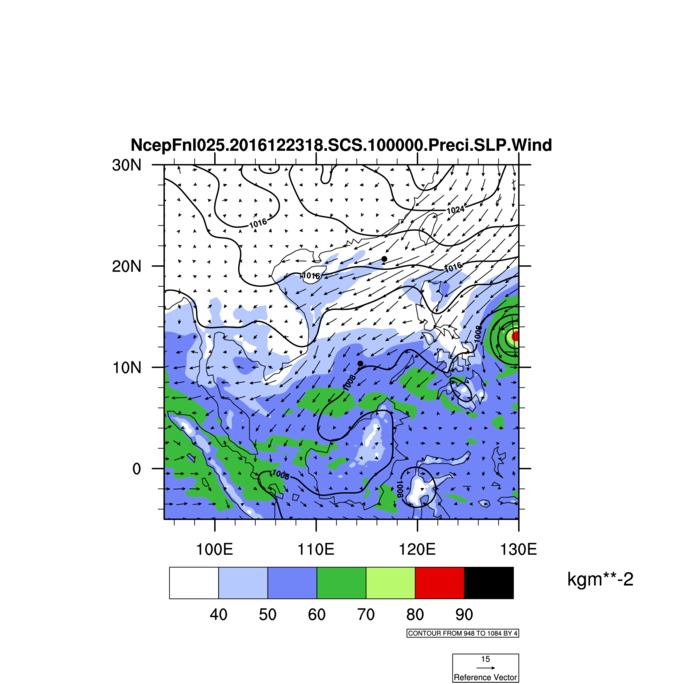 NcepFnl025.2016122318.SCS.100000.Preci.SLP.Wind
30N
1024
1016
20N
1016
1016
1008
10N
1008
0
1008
1008
100E 110E 120E 130E
kgm**-2
40 50 60 70 80 90
CONTOUR FROM 948 TO 1084 BY 4
15
Reference Vector